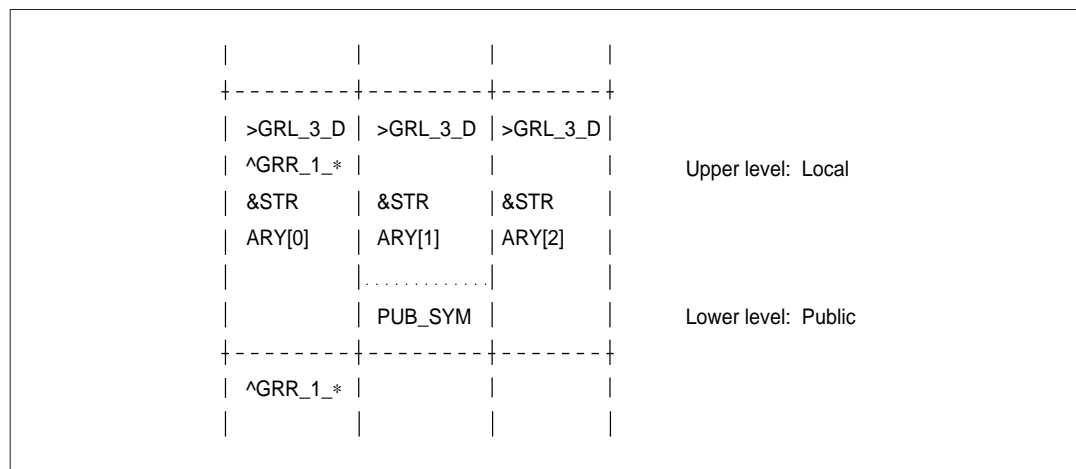 >GRL_3_D >GRL_3_D >GRL_3_D
^GRR_1_* Upper level: Local
&STR &STR &STR
ARY[0] ARY[1] ARY[2]
PUB_SYM Lower level: Public
^GRR_1_*